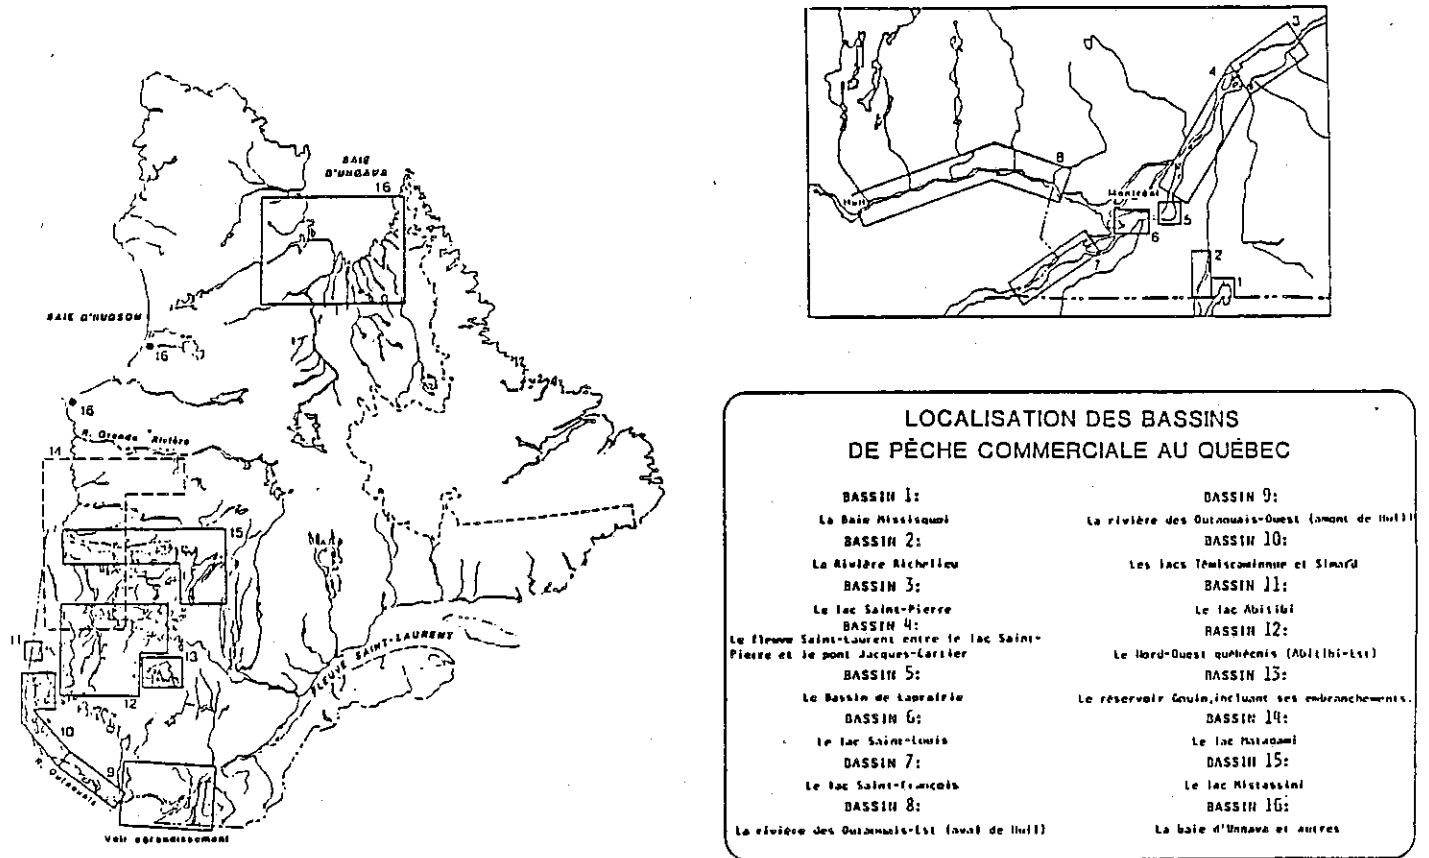 BAIE
D'UNGAVA
16
BAIE D'HUDSON
16
16
R. Grande Rivière
14
15
11
13
12
10
9
R. Outaouais
FLEUVE SAINT-LAURENT
Voir agrandissement
3
4
8
Hull
Montréal
5
6
7
2
1
LOCALISATION DES BASSINS
DE PÊCHE COMMERCIALE AU QUÉBEC
BASSIN 1:
La Baie Missisquoi
BASSIN 2:
La Rivière Richelieu
BASSIN 3:
Le lac Saint-Pierre
BASSIN 4:
Le fleuve Saint-Laurent entre le lac Saint-
Pierre et le pont Jacques-Cartier
BASSIN 5:
Le Bassin de Laprairie
BASSIN 6:
Le lac Saint-Louis
BASSIN 7:
Le lac Saint-François
BASSIN 8:
La rivière des Outaouais-Est (aval de Hull)
BASSIN 9:
La rivière des Outaouais-Ouest (amont de Hull)
BASSIN 10:
Les lacs Témiscamingue et Simard
BASSIN 11:
Le lac Abitibi
BASSIN 12:
Le Nord-Ouest québécois (Abitibi-Est)
BASSIN 13:
Le réservoir Gouin, incluant ses embranchements.
BASSIN 14:
Le lac Matagami
BASSIN 15:
Le lac Mistassini
BASSIN 16:
La baie d'Ungava et autres